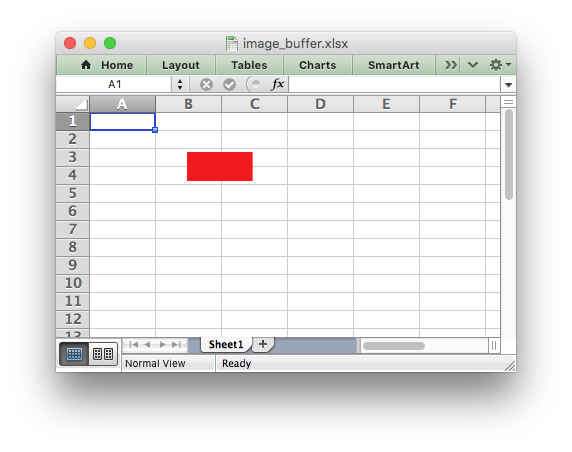 image_buffer.xlsx
Home Layout Tables Charts SmartArt
A1 fx
A B C D E F
1
2
3
4
5
6
7
8
9
10
11
12
13
Sheet1
Normal View Ready